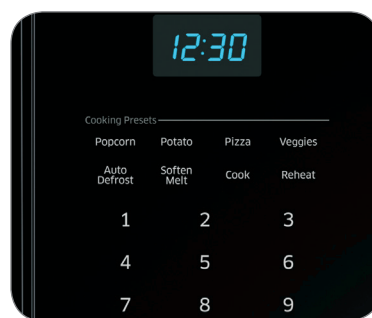 12:30
Cooking Presets
Popcorn Potato Pizza Veggies
Auto Defrost Soften Melt Cook Reheat
1 2 3
4 5 6
7 8 9